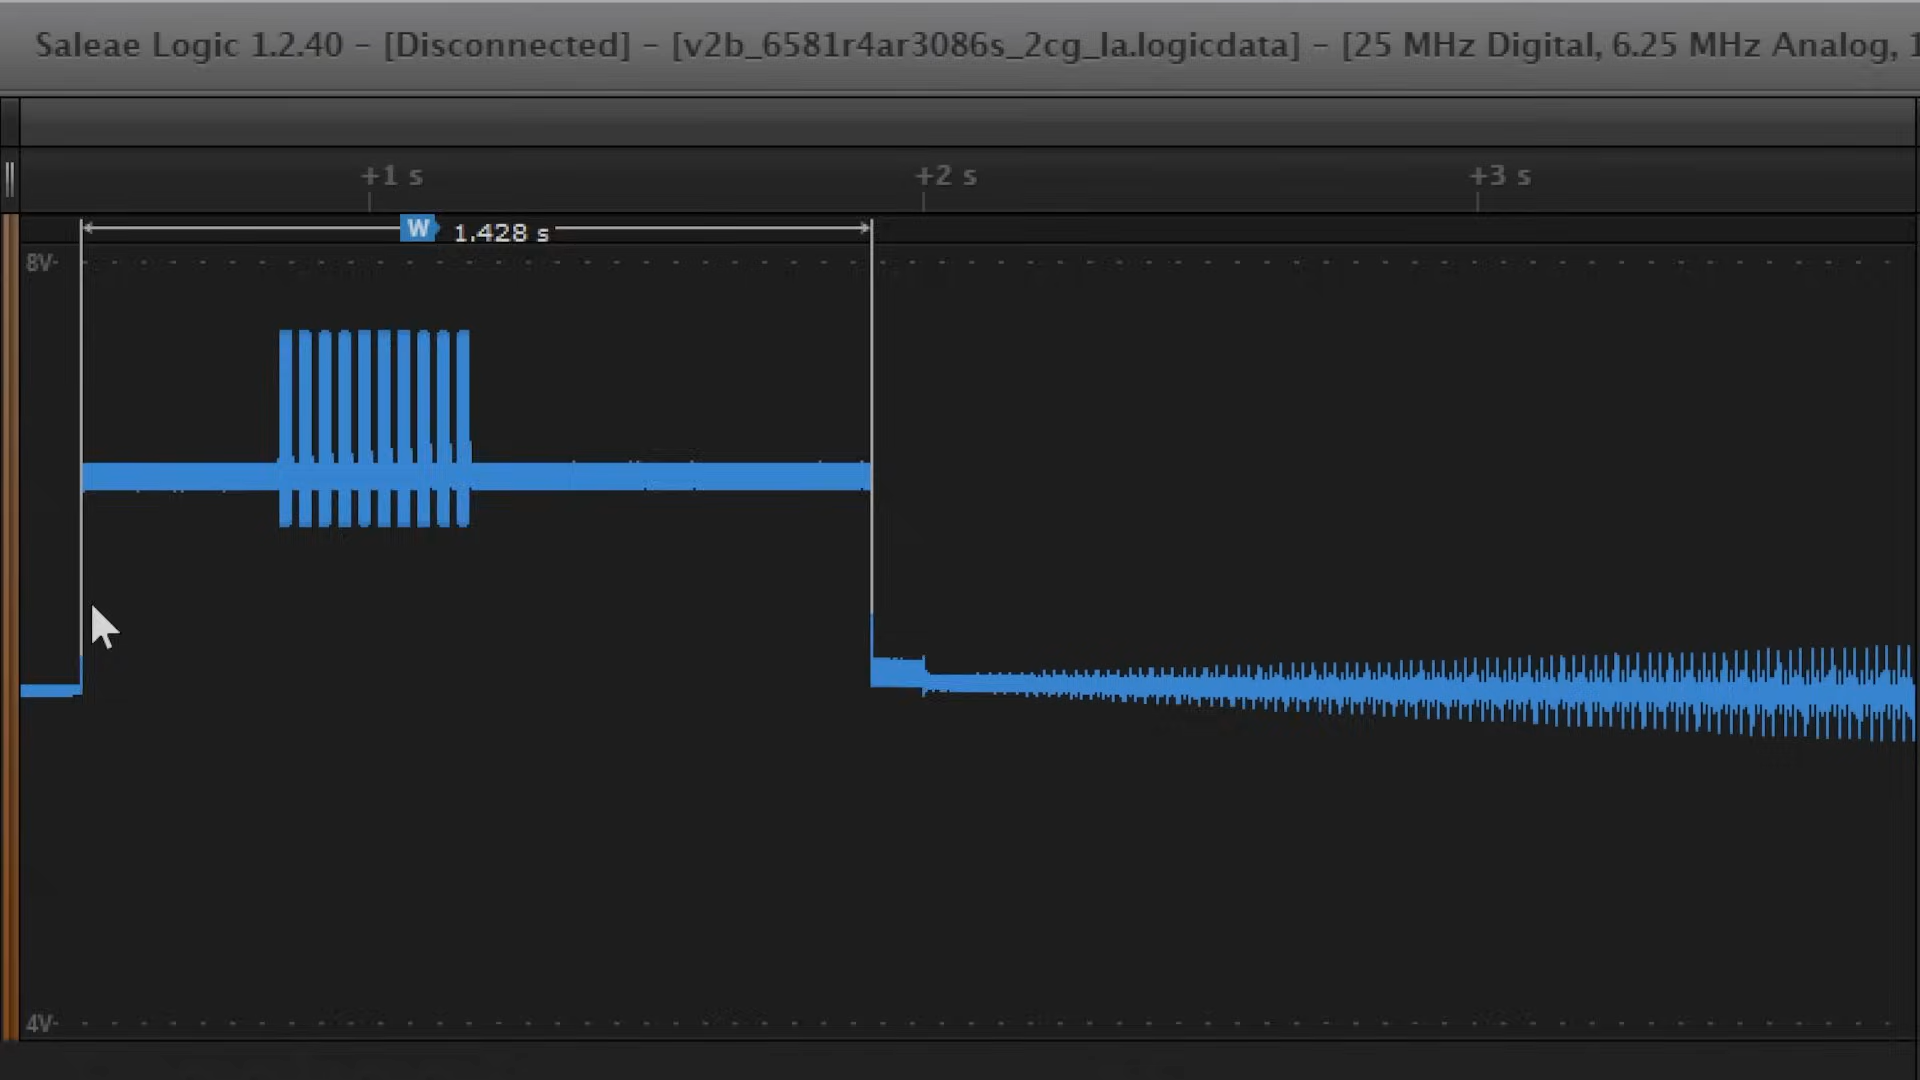 Saleae Logic 1.2.40 – [Disconnected] – [v2b_6581r4ar3086s_2cg_la.logicdata] – [25 MHz Digital, 6.25 MHz Analog, 1
+1 s +2 s +3 s
W 1.428 s
8V
4V